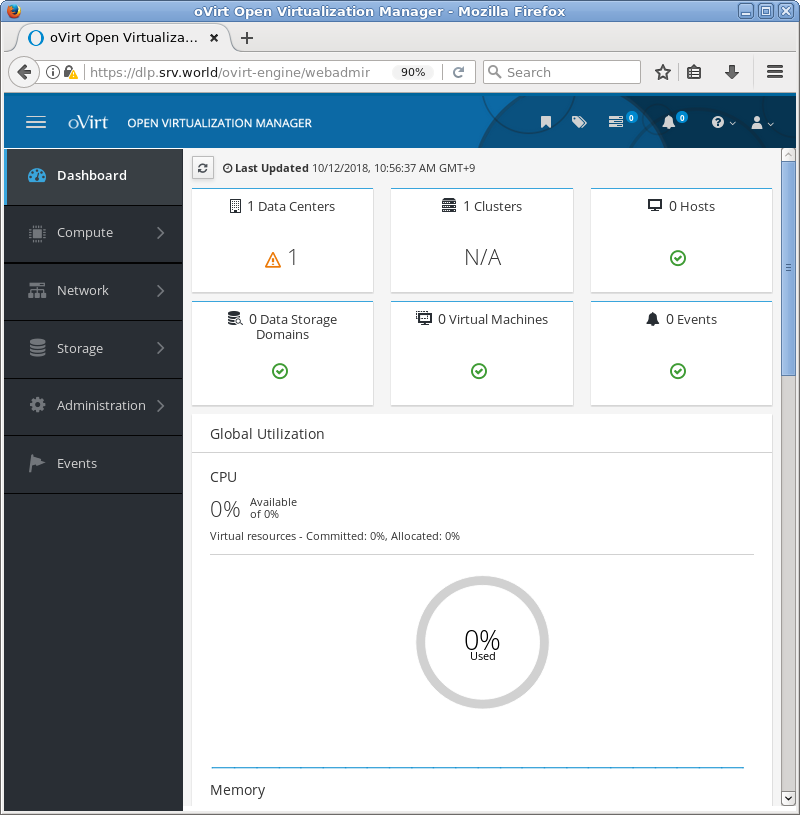 oVirt Open Virtualization Manager - Mozilla Firefox
oVirt Open Virtualiza...
https://dlp.srv.world/ovirt-engine/webadmir
90%
Search
oVirt
OPEN VIRTUALIZATION MANAGER
0
0
Dashboard
Compute
Network
Storage
Administration
Events
Last Updated 10/12/2018, 10:56:37 AM GMT+9
1 Data Centers
1
1 Clusters
N/A
0 Hosts
0 Data Storage
Domains
0 Virtual Machines
0 Events
Global Utilization
CPU
0%
Available
of 0%
Virtual resources - Committed: 0%, Allocated: 0%
0%
Used
Memory